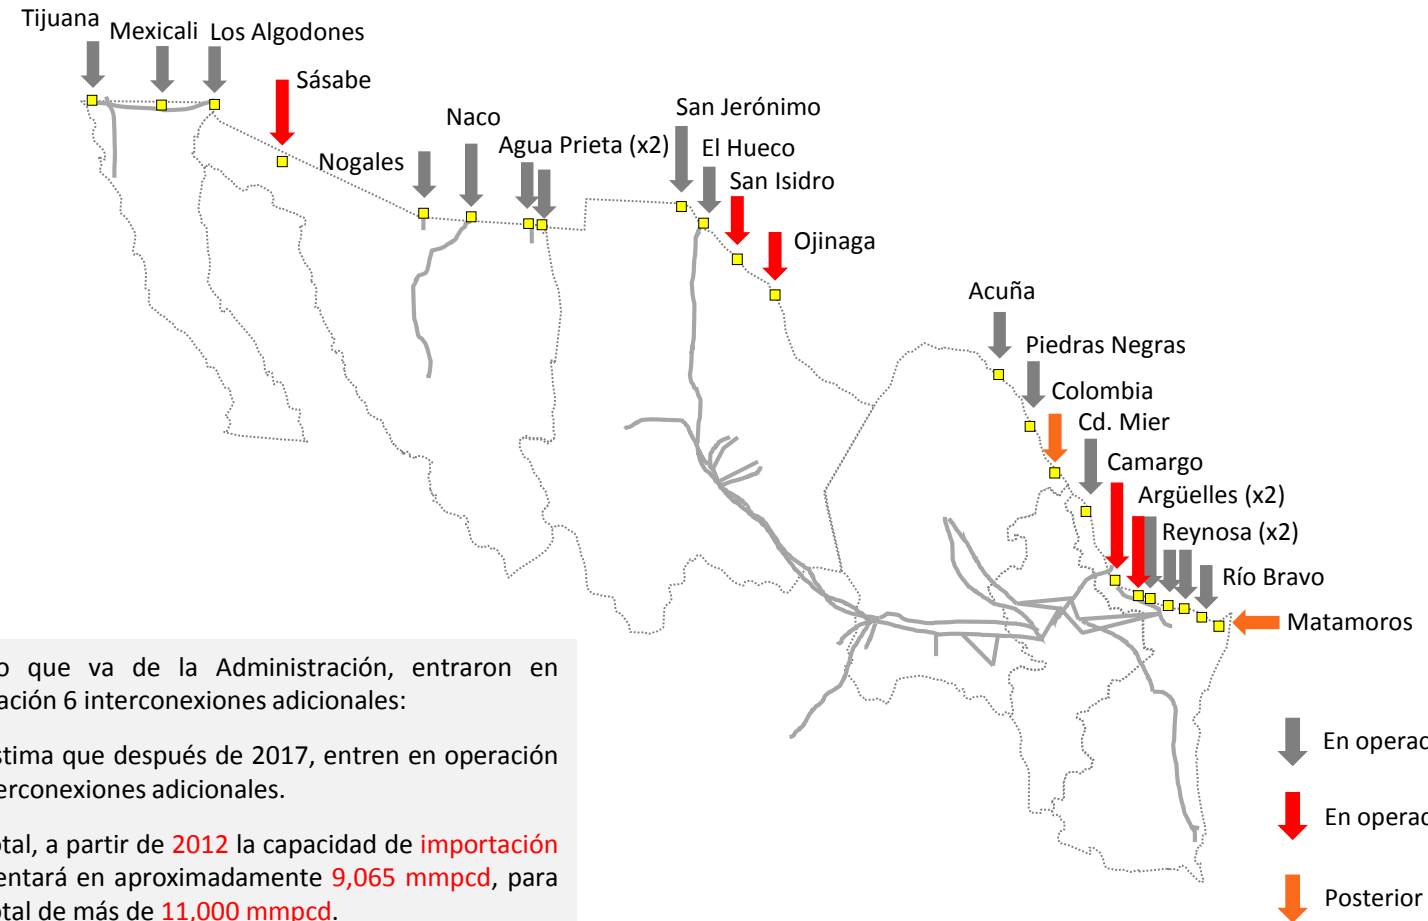 Tijuana
Mexicali
Los Algodones
Sásabe
Nogales
Naco
Agua Prieta (x2)
San Jerónimo
El Hueco
San Isidro
Ojinaga
Acuña
Piedras Negras
Colombia
Cd. Mier
Camargo
Argüelles (x2)
Reynosa (x2)
Río Bravo
Matamoros
o que va de la Administración, entraron en
ación 6 interconexiones adicionales:
stima que después de 2017, entren en operación
erconexiones adicionales.
otal, a partir de 2012 la capacidad de importación
entará en aproximadamente 9,065 mmpcd, para
otal de más de 11,000 mmpcd.
En operac
En operac
Posterior